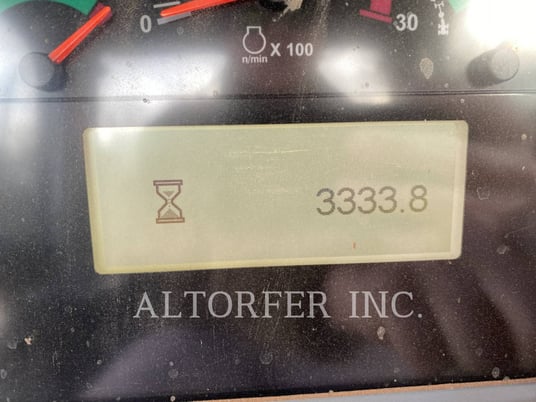 0
30
X 100
n/min
3333.8
ALTORFER INC.